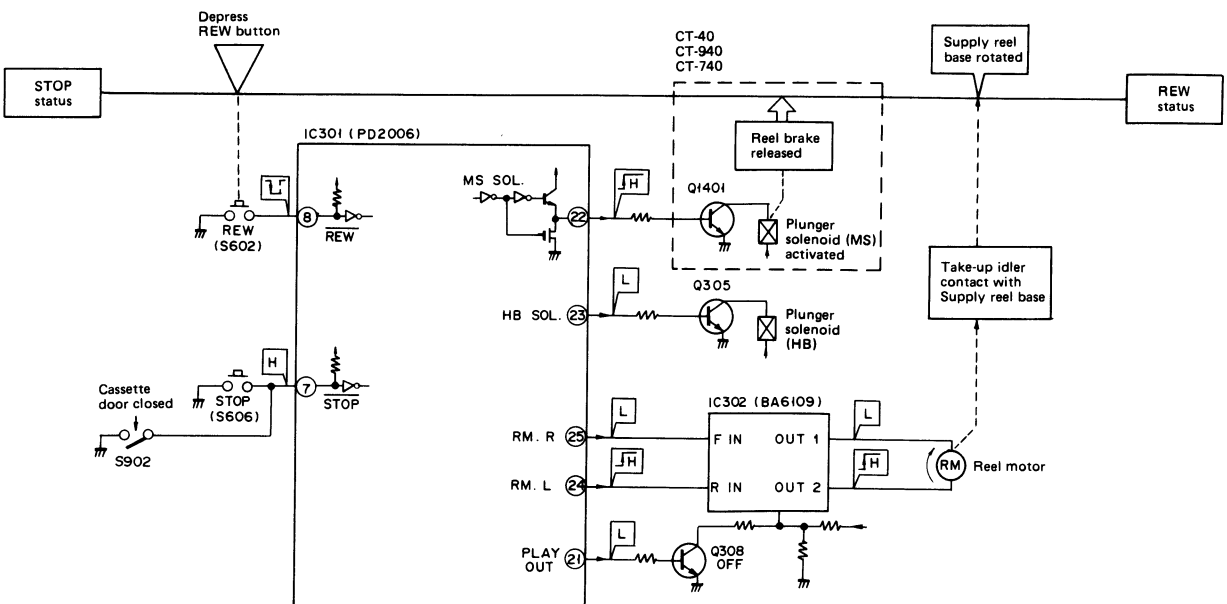 Depress
REW button
CT-40
CT-940
CT-740
Supply reel
base rotated
STOP
status
REW
status
IC301 (PD2006)
Reel brake
released
MS SOL.
22
H
Q1401
8
REW
(S602)
REW
Plunger
solenoid (MS)
activated
Take-up idler
contact with
Supply reel base
L
Q305
HB SOL.
23
Plunger
solenoid
(HB)
H
Cassette
door closed
STOP
(S606)
7
STOP
S902
IC302 (BA6109)
RM. R
25
L
F IN
OUT 1
L
RM. L
24
H
R IN
OUT 2
H
RM
Reel motor
PLAY
OUT
21
L
Q308
OFF